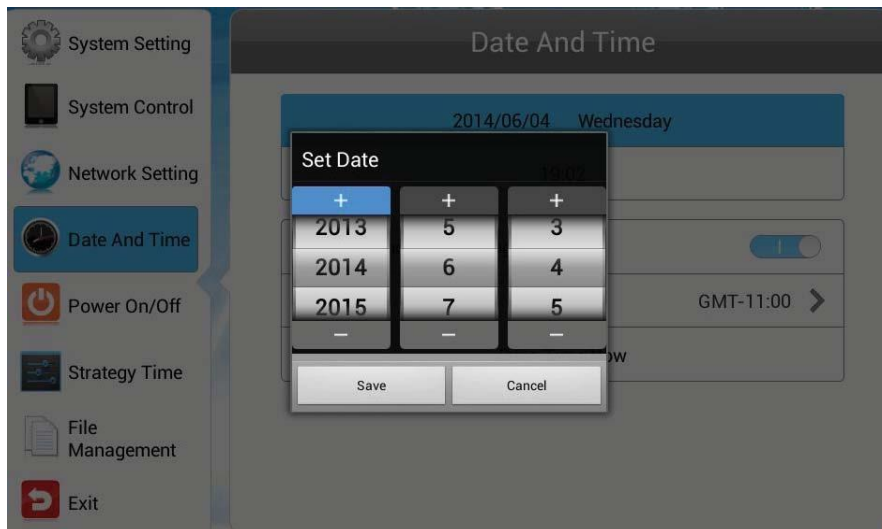 System Setting
System Control
Network Setting
Date And Time
Power On/Off
Strategy Time
File
Management
Exit
Date And Time
2014/06/04 Wednesday
19:02
GMT-11:00
Set Date
+ + +
2013 5 3
2014 6 4
2015 7 5
— — —
Save Cancel